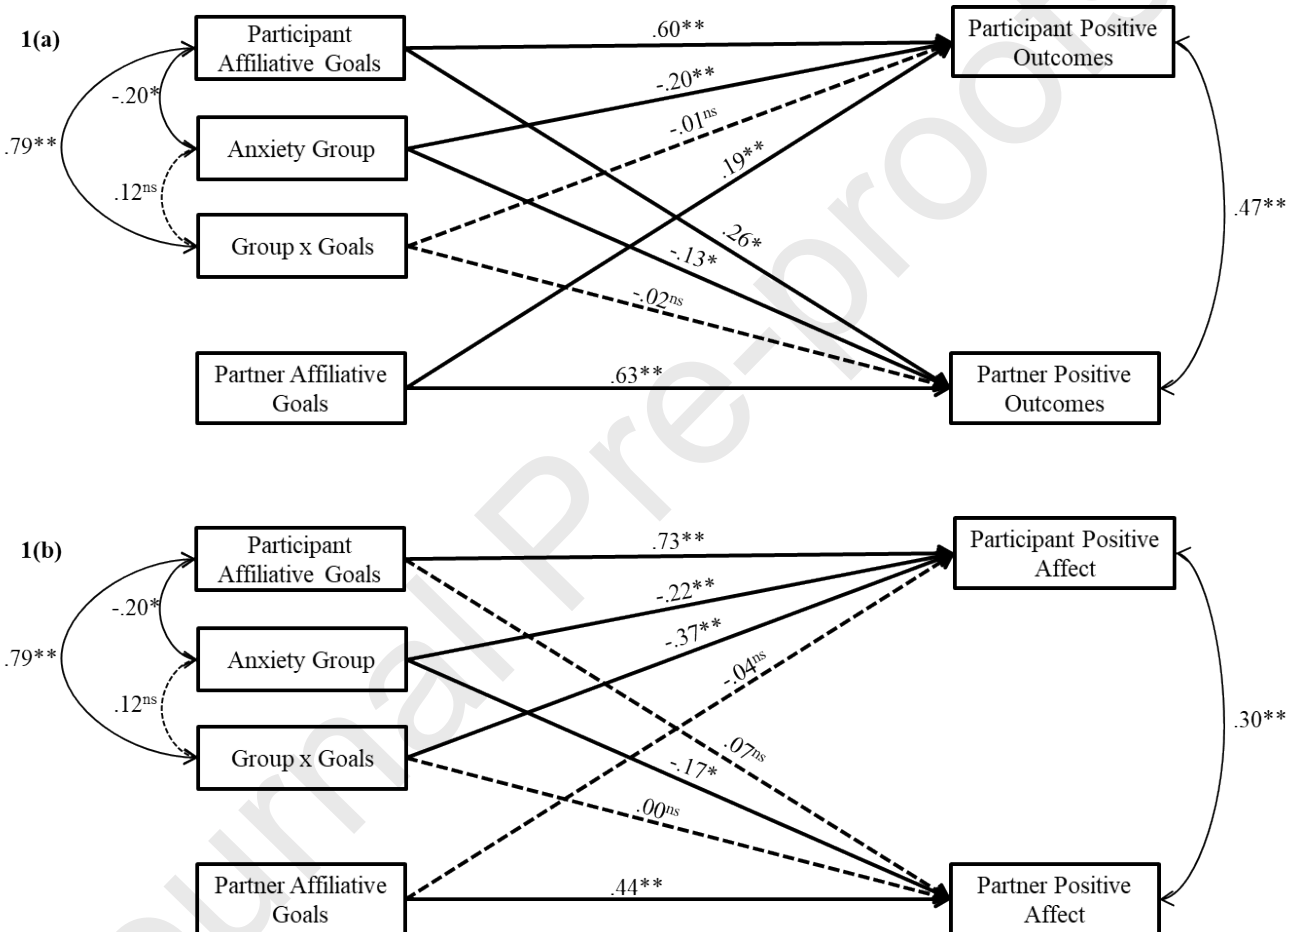 1(a)
Participant
Affiliative Goals
Anxiety Group
Group x Goals
Partner Affiliative
Goals
-.20*
.79**
.12ns
.60**
-.20**
-.01ns
.19**
.26*
-.13*
-.02ns
.63**
Participant Positive
Outcomes
Partner Positive
Outcomes
.47**
1(b)
Participant
Affiliative Goals
Anxiety Group
Group x Goals
Partner Affiliative
Goals
-.20*
.79**
.12ns
.73**
-.22**
-.37**
-.04ns
.07ns
-.17*
.00ns
.44**
Participant Positive
Affect
Partner Positive
Affect
.30**
urnal Pre-proof